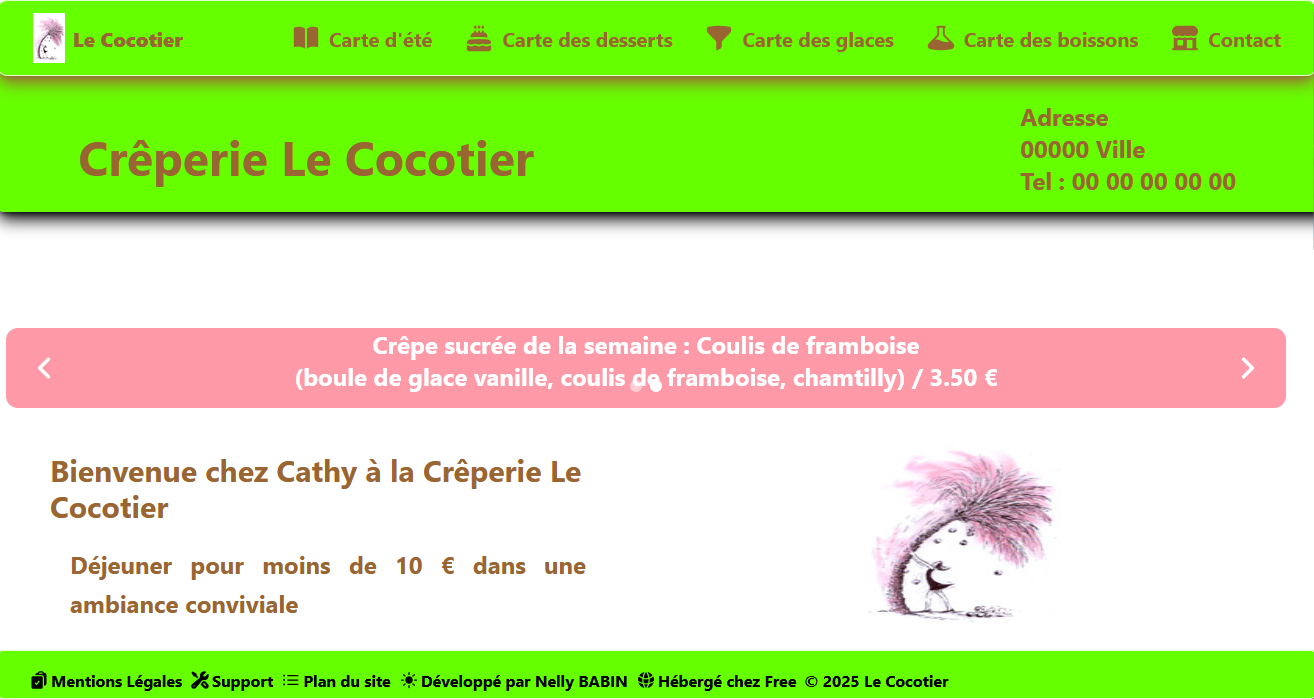 Le Cocotier Carte d'été Carte des desserts Carte des glaces Carte des boissons Contact
Crêperie Le Cocotier
Adresse
00000 Ville
Tel : 00 00 00 00 00
Crêpe sucrée de la semaine : Coulis de framboise
(boule de glace vanille, coulis de framboise, chamtilly) / 3.50 €
Bienvenue chez Cathy à la Crêperie Le
Cocotier
Déjeuner pour moins de 10 € dans une
ambiance conviviale
Mentions Légales Support Plan du site Développé par Nelly BABIN Hébergé chez Free © 2025 Le Cocotier